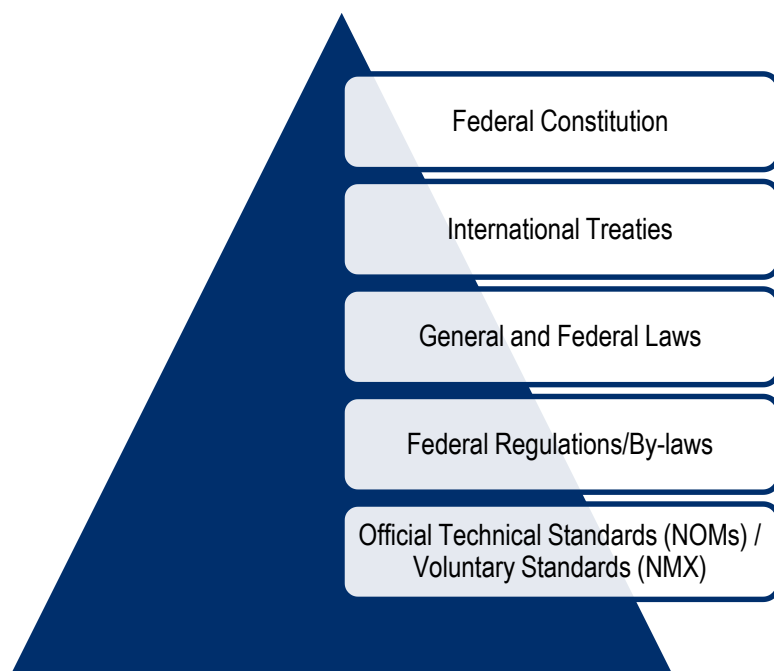 Federal Constitution
International Treaties
General and Federal Laws
Federal Regulations/By-laws
Official Technical Standards (NOMs) /
Voluntary Standards (NMX)